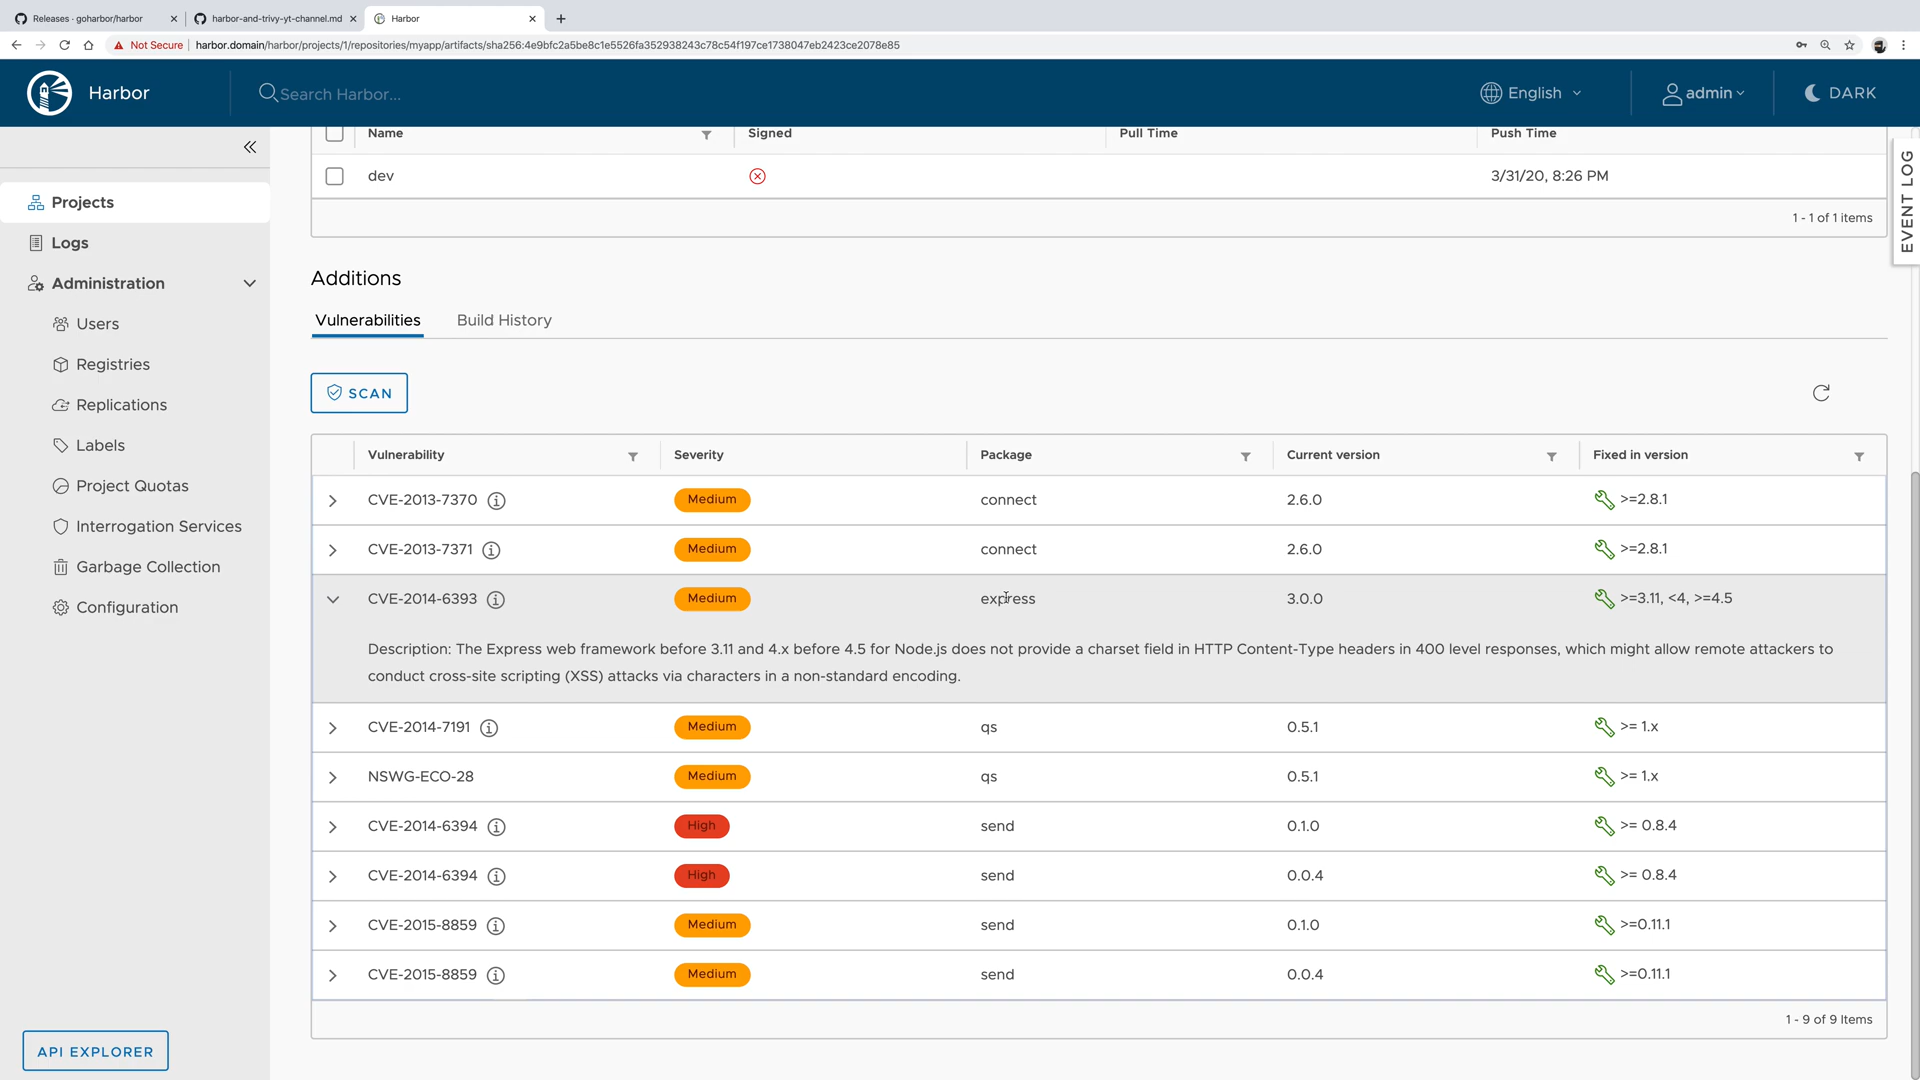 Releases · goharbor/harbor
harbor-and-trivy-yt-channel.md
Harbor
Not Secure
harbor.domain/harbor/projects/1/repositories/myapp/artifacts/sha256:4e9bfc2a5be8c1e5526fa352938243c78c54f197ce1738047eb2423ce2078e85
Harbor
Search Harbor...
English
admin
DARK
EVENT LOG
Projects
Logs
Administration
Users
Registries
Replications
Labels
Project Quotas
Interrogation Services
Garbage Collection
Configuration
API EXPLORER
Name Signed Pull Time Push Time
dev 3/31/20, 8:26 PM
1 - 1 of 1 items
Additions
Vulnerabilities Build History
SCAN
Vulnerability Severity Package Current version Fixed in version
CVE-2013-7370 Medium connect 2.6.0 >=2.8.1
CVE-2013-7371 Medium connect 2.6.0 >=2.8.1
CVE-2014-6393 Medium express 3.0.0 >=3.11, <4, >=4.5
Description: The Express web framework before 3.11 and 4.x before 4.5 for Node.js does not provide a charset field in HTTP Content-Type headers in 400 level responses, which might allow remote attackers to
conduct cross-site scripting (XSS) attacks via characters in a non-standard encoding.
CVE-2014-7191 Medium qs 0.5.1 >= 1.x
NSWG-ECO-28 Medium qs 0.5.1 >= 1.x
CVE-2014-6394 High send 0.1.0 >= 0.8.4
CVE-2014-6394 High send 0.0.4 >= 0.8.4
CVE-2015-8859 Medium send 0.1.0 >=0.11.1
CVE-2015-8859 Medium send 0.0.4 >=0.11.1
1 - 9 of 9 Items